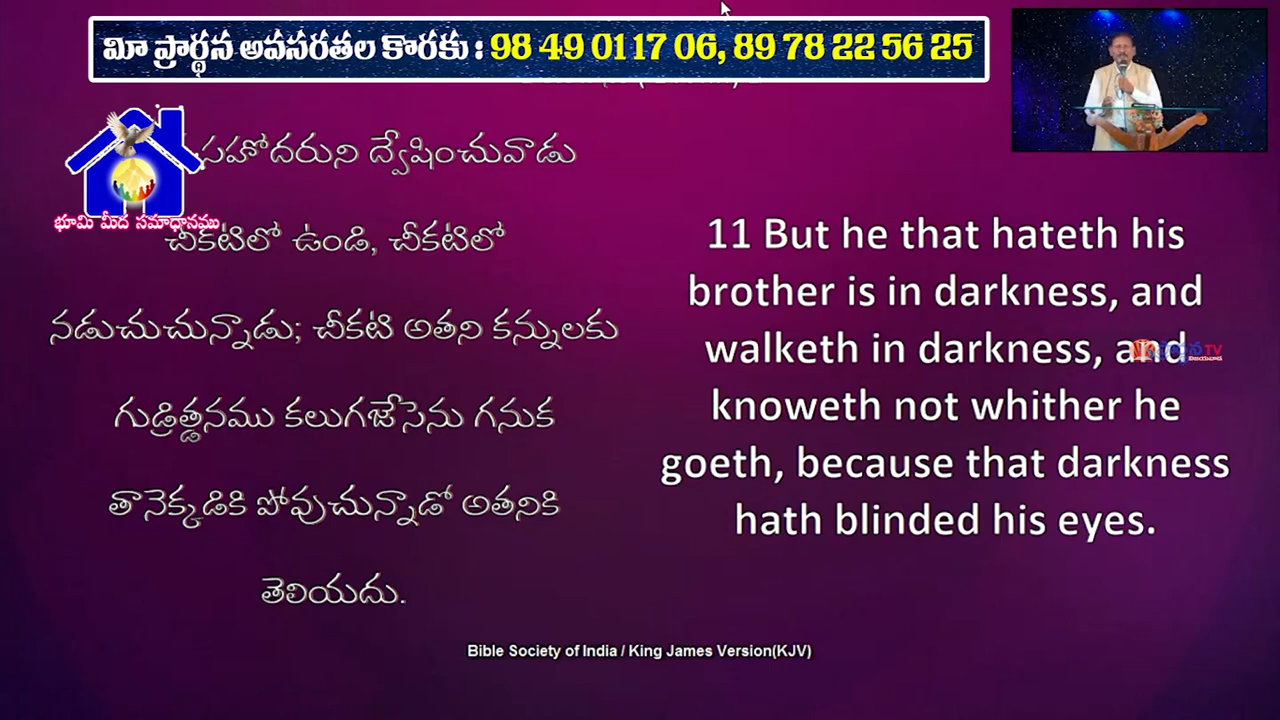 మీ ప్రార్థన అవసరతల కొరకు : 98 49 01 17 06, 89 78 22 56 25
సహోదరుని ద్వేషించువాడు
చీకటిలో ఉండి, చీకటిలో
నడుచుచున్నాడు; చీకటి అతని కన్నులకు
గుడ్డితనము కలుగజేసెను గనుక
తానెక్కడికి పోవుచున్నాడో అతనికి
తెలియదు.
భూమి మీద సమాధానము
11 But he that hateth his
brother is in darkness, and
walketh in darkness, and
knoweth not whither he
goeth, because that darkness
hath blinded his eyes.
TV
Bible Society of India / King James Version(KJV)